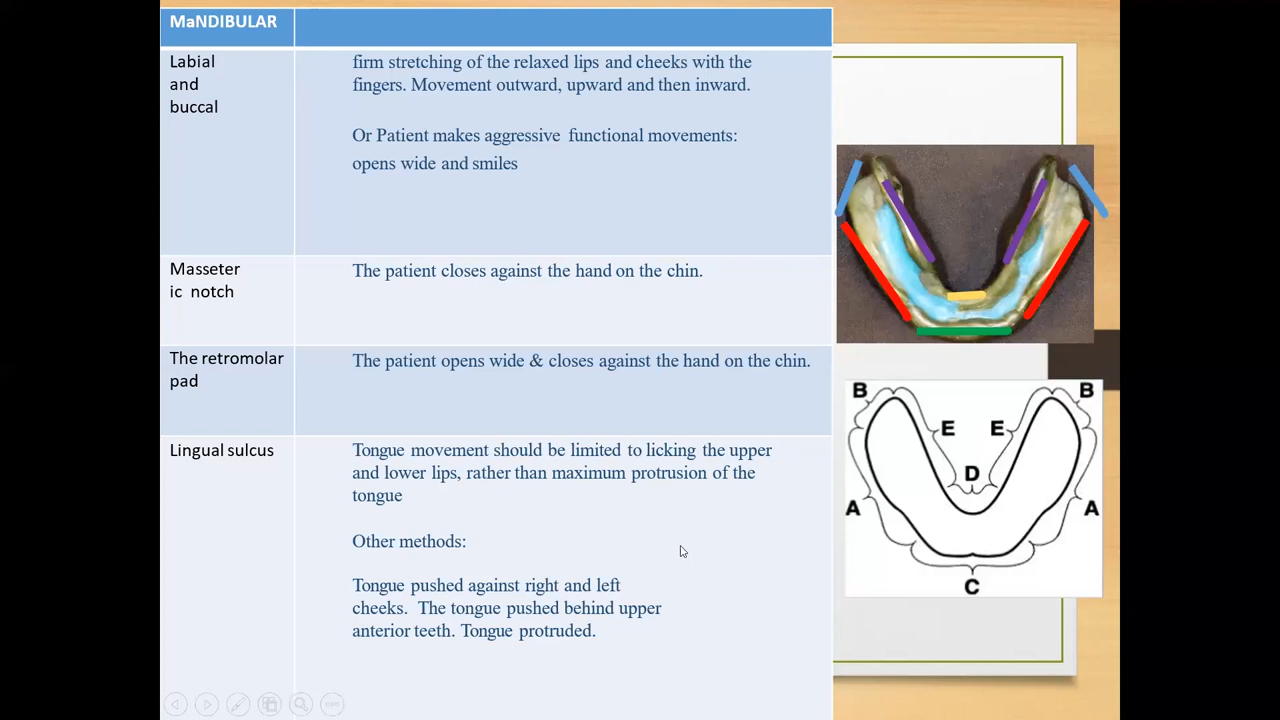 MaNDIBULAR
Labial
and
buccal
firm stretching of the relaxed lips and cheeks with the
fingers. Movement outward, upward and then inward.
Or Patient makes aggressive functional movements:
opens wide and smiles
Masseter
ic notch
The patient closes against the hand on the chin.
The retromolar
pad
The patient opens wide & closes against the hand on the chin.
Lingual sulcus
Tongue movement should be limited to licking the upper
and lower lips, rather than maximum protrusion of the
tongue
Other methods:
Tongue pushed against right and left
cheeks. The tongue pushed behind upper
anterior teeth. Tongue protruded.
B B
E E
D
A A
C